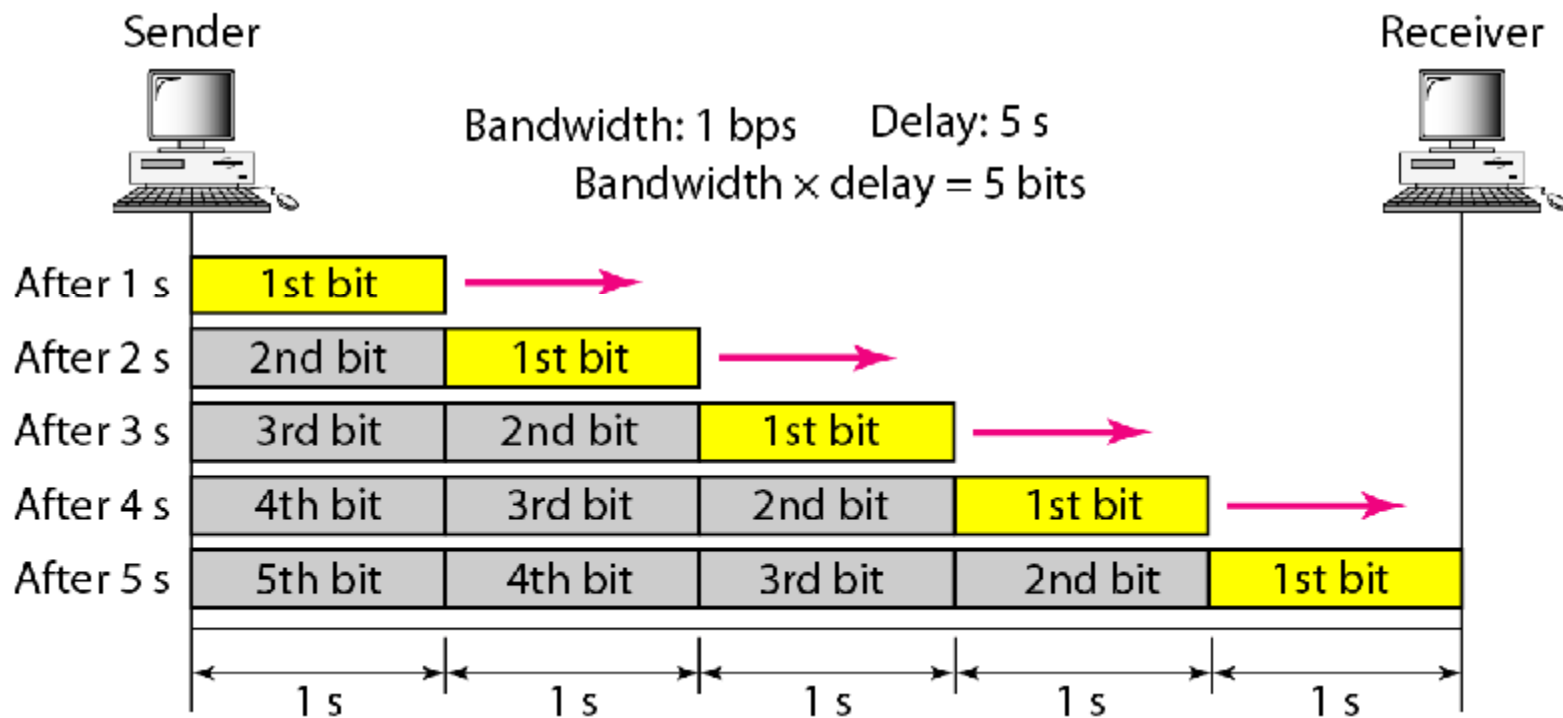 Sender
Receiver
Bandwidth: 1 bps Delay: 5 s
Bandwidth × delay = 5 bits
After 1 s 1st bit
After 2 s 2nd bit 1st bit
After 3 s 3rd bit 2nd bit 1st bit
After 4 s 4th bit 3rd bit 2nd bit 1st bit
After 5 s 5th bit 4th bit 3rd bit 2nd bit 1st bit
1 s 1 s 1 s 1 s 1 s